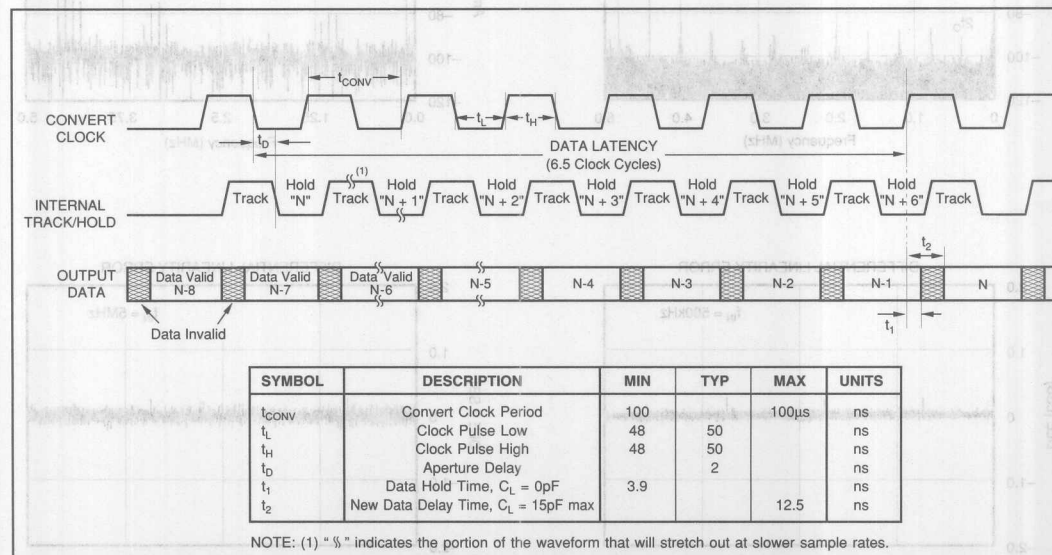 CONVERT
CLOCK
tCONV
tL
tH
tD
DATA LATENCY
(6.5 Clock Cycles)
INTERNAL
TRACK/HOLD
Track
Hold
"N"
(1)
Track
Hold
"N + 1"
Track
Hold
"N + 2"
Track
Hold
"N + 3"
Track
Hold
"N + 4"
Track
Hold
"N + 5"
Track
Hold
"N + 6"
Track
t2
OUTPUT
DATA
Data Valid
N-8
Data Valid
N-7
Data Valid
N-6
N-5
N-4
N-3
N-2
N-1
N
Data Invalid
t1
SYMBOL DESCRIPTION MIN TYP MAX UNITS
tCONV Convert Clock Period 100 100µs ns
tL Clock Pulse Low 48 50 ns
tH Clock Pulse High 48 50 ns
tD Aperture Delay 2 ns
t1 Data Hold Time, CL = 0pF 3.9 ns
t2 New Data Delay Time, CL = 15pF max 12.5 ns
NOTE: (1) " " indicates the portion of the waveform that will stretch out at slower sample rates.